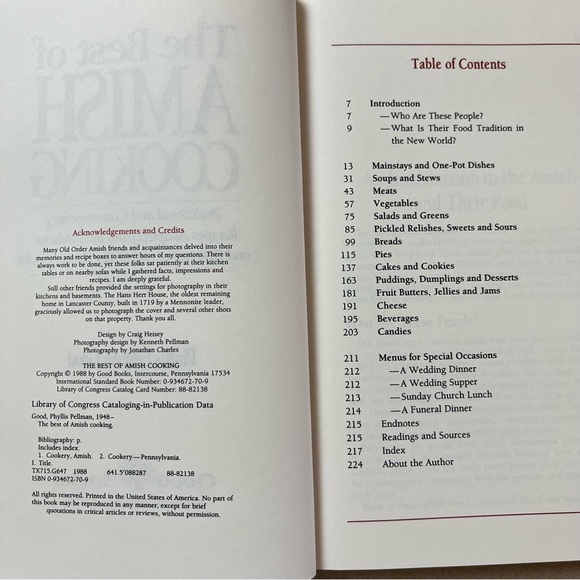 Acknowledgements and Credits
Many Old Order Amish friends and acquaintances delved into their
memories and recipe boxes to answer hours of my questions. There is
always work to be done, yet these folks sat patiently at their kitchen
tables or on nearby sofas while I gathered facts, impressions and
recipes. I am deeply grateful.
Still other friends provided the settings for photography in their
kitchens and basements. The Hans Herr House, the oldest remaining
home in Lancaster County, built in 1719 by a Mennonite leader,
graciously allowed us to photograph the cover and several other shots
on that property. Thank you all.
Design by Craig Heisey
Photography design by Kenneth Pellman
Photography by Jonathan Charles
THE BEST OF AMISH COOKING
Copyright © 1988 by Good Books, Intercourse, Pennsylvania 17534
International Standard Book Number: 0-934672-70-9
Library of Congress Catalog Card Number: 88-82138
Library of Congress Cataloging-in-Publication Data
Good, Phyllis Pellman, 1948–
The best of Amish cooking.
Bibliography: p.
Includes index.
1. Cookery, Amish. 2. Cookery—Pennsylvania.
I. Title.
TX715.G647 1988 641.5'088287 88-82138
ISBN 0-934672-70-9
All rights reserved. Printed in the United States of America. No part of
this book may be reproduced in any manner, except for brief
quotations in critical articles or reviews, without permission.
Table of Contents
7 Introduction
7 —Who Are These People?
9 —What Is Their Food Tradition in
the New World?
13 Mainstays and One-Pot Dishes
31 Soups and Stews
43 Meats
57 Vegetables
75 Salads and Greens
85 Pickled Relishes, Sweets and Sours
99 Breads
115 Pies
137 Cakes and Cookies
163 Puddings, Dumplings and Desserts
181 Fruit Butters, Jellies and Jams
191 Cheese
195 Beverages
203 Candies
211 Menus for Special Occasions
212 —A Wedding Dinner
212 —A Wedding Supper
213 —Sunday Church Lunch
214 —A Funeral Dinner
215 Endnotes
215 Readings and Sources
217 Index
224 About the Author